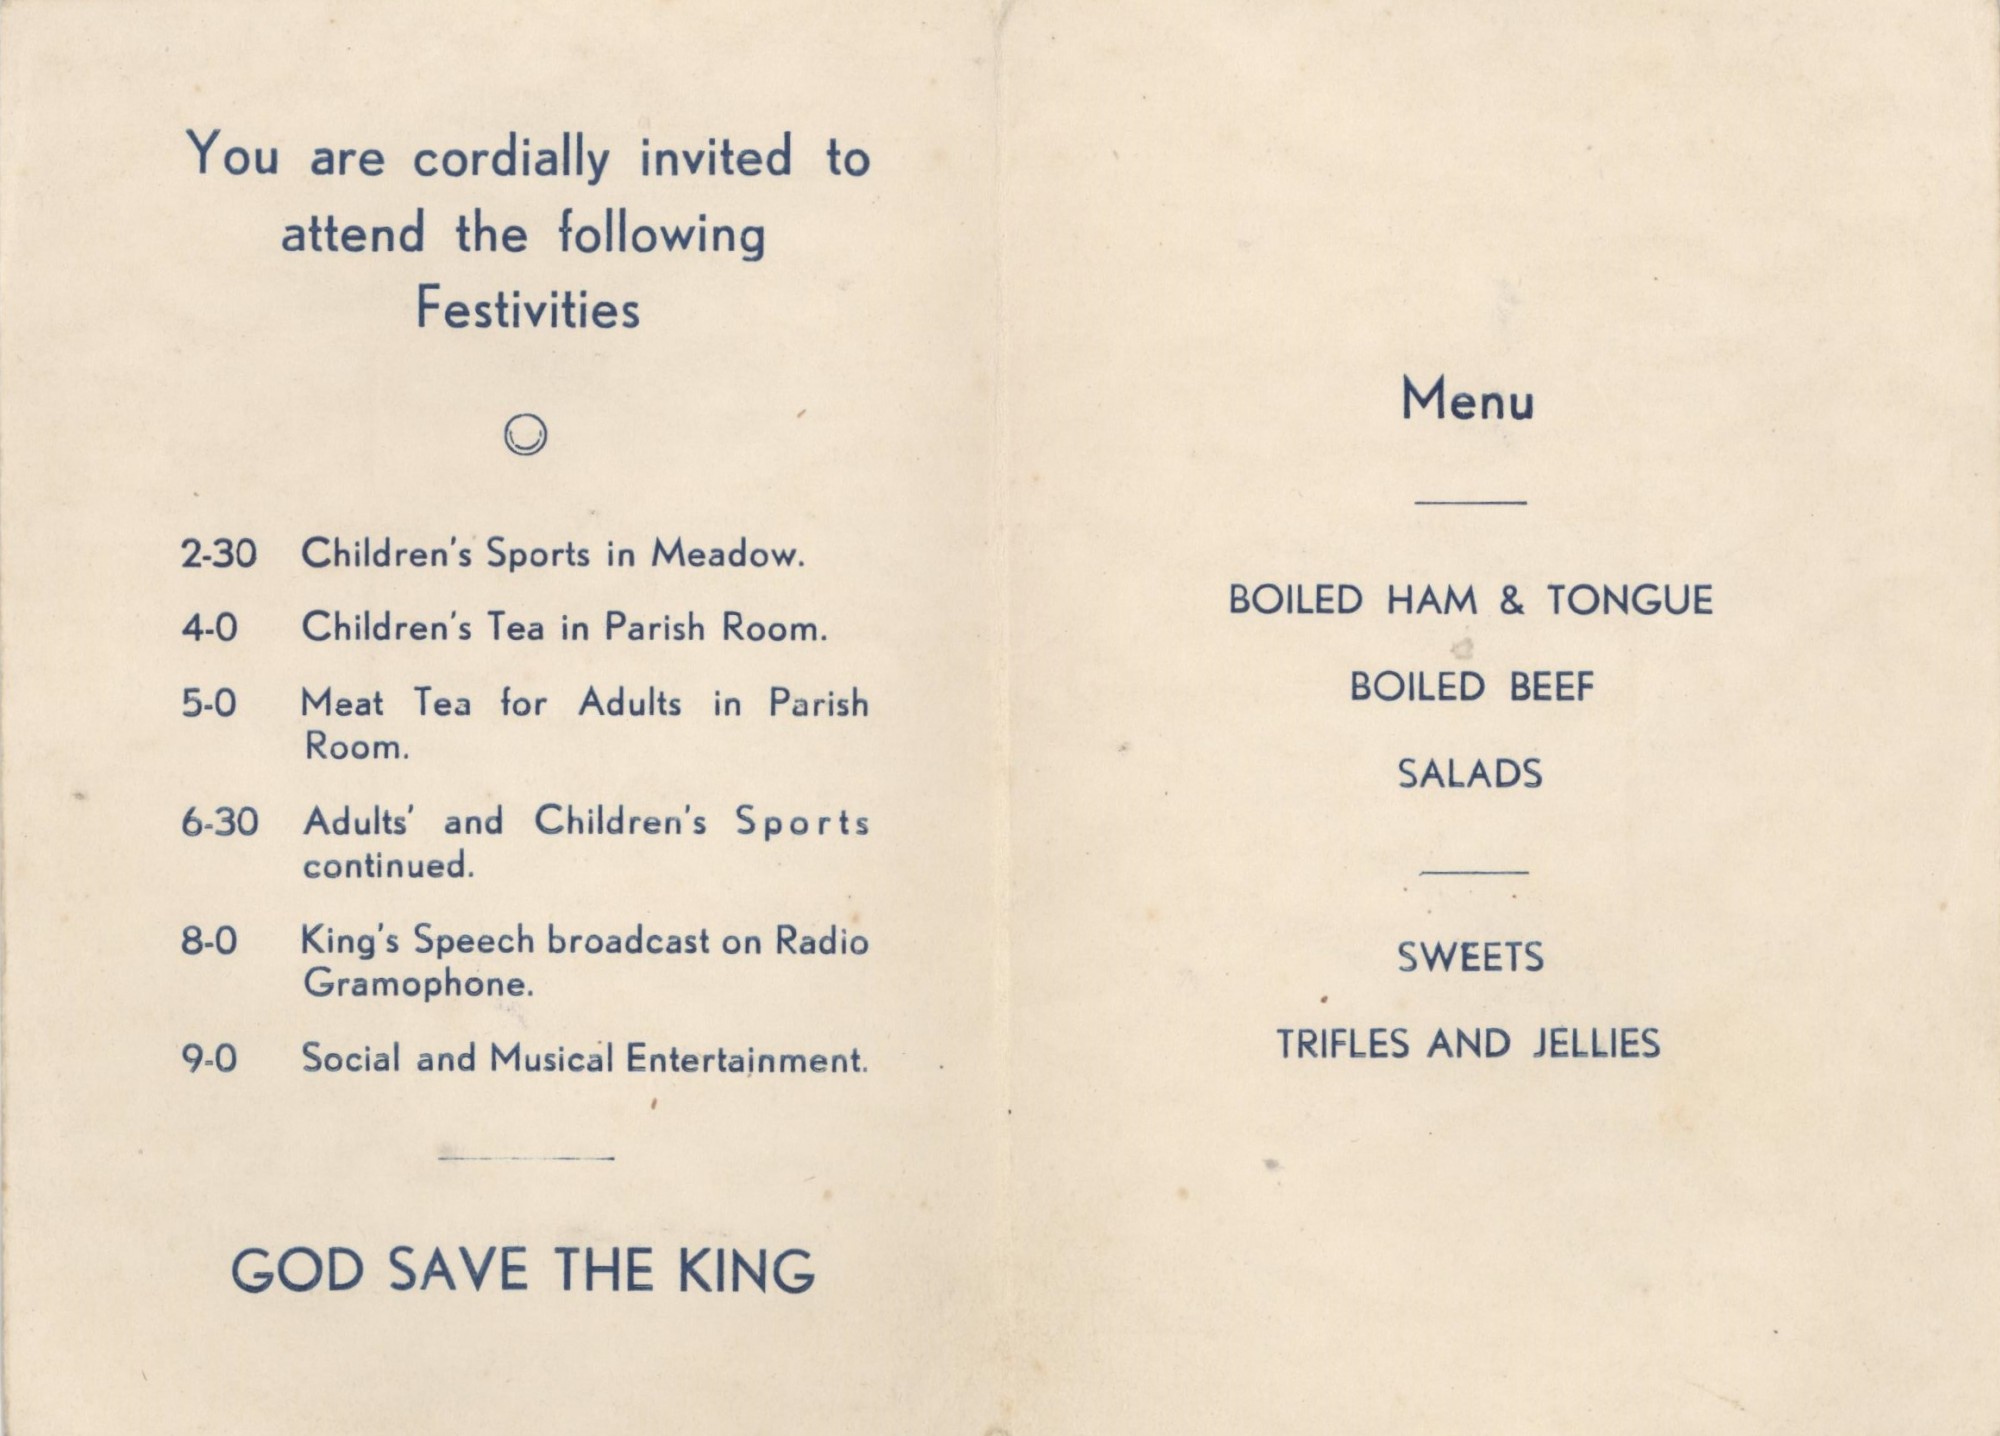 You are cordially invited to
attend the following
Festivities
2-30 Children's Sports in Meadow.
4-0 Children's Tea in Parish Room.
5-0 Meat Tea for Adults in Parish
Room.
6-30 Adults' and Children's Sports
continued.
8-0 King's Speech broadcast on Radio
Gramophone.
9-0 Social and Musical Entertainment.
GOD SAVE THE KING
Menu
BOILED HAM & TONGUE
BOILED BEEF
SALADS
SWEETS
TRIFLES AND JELLIES